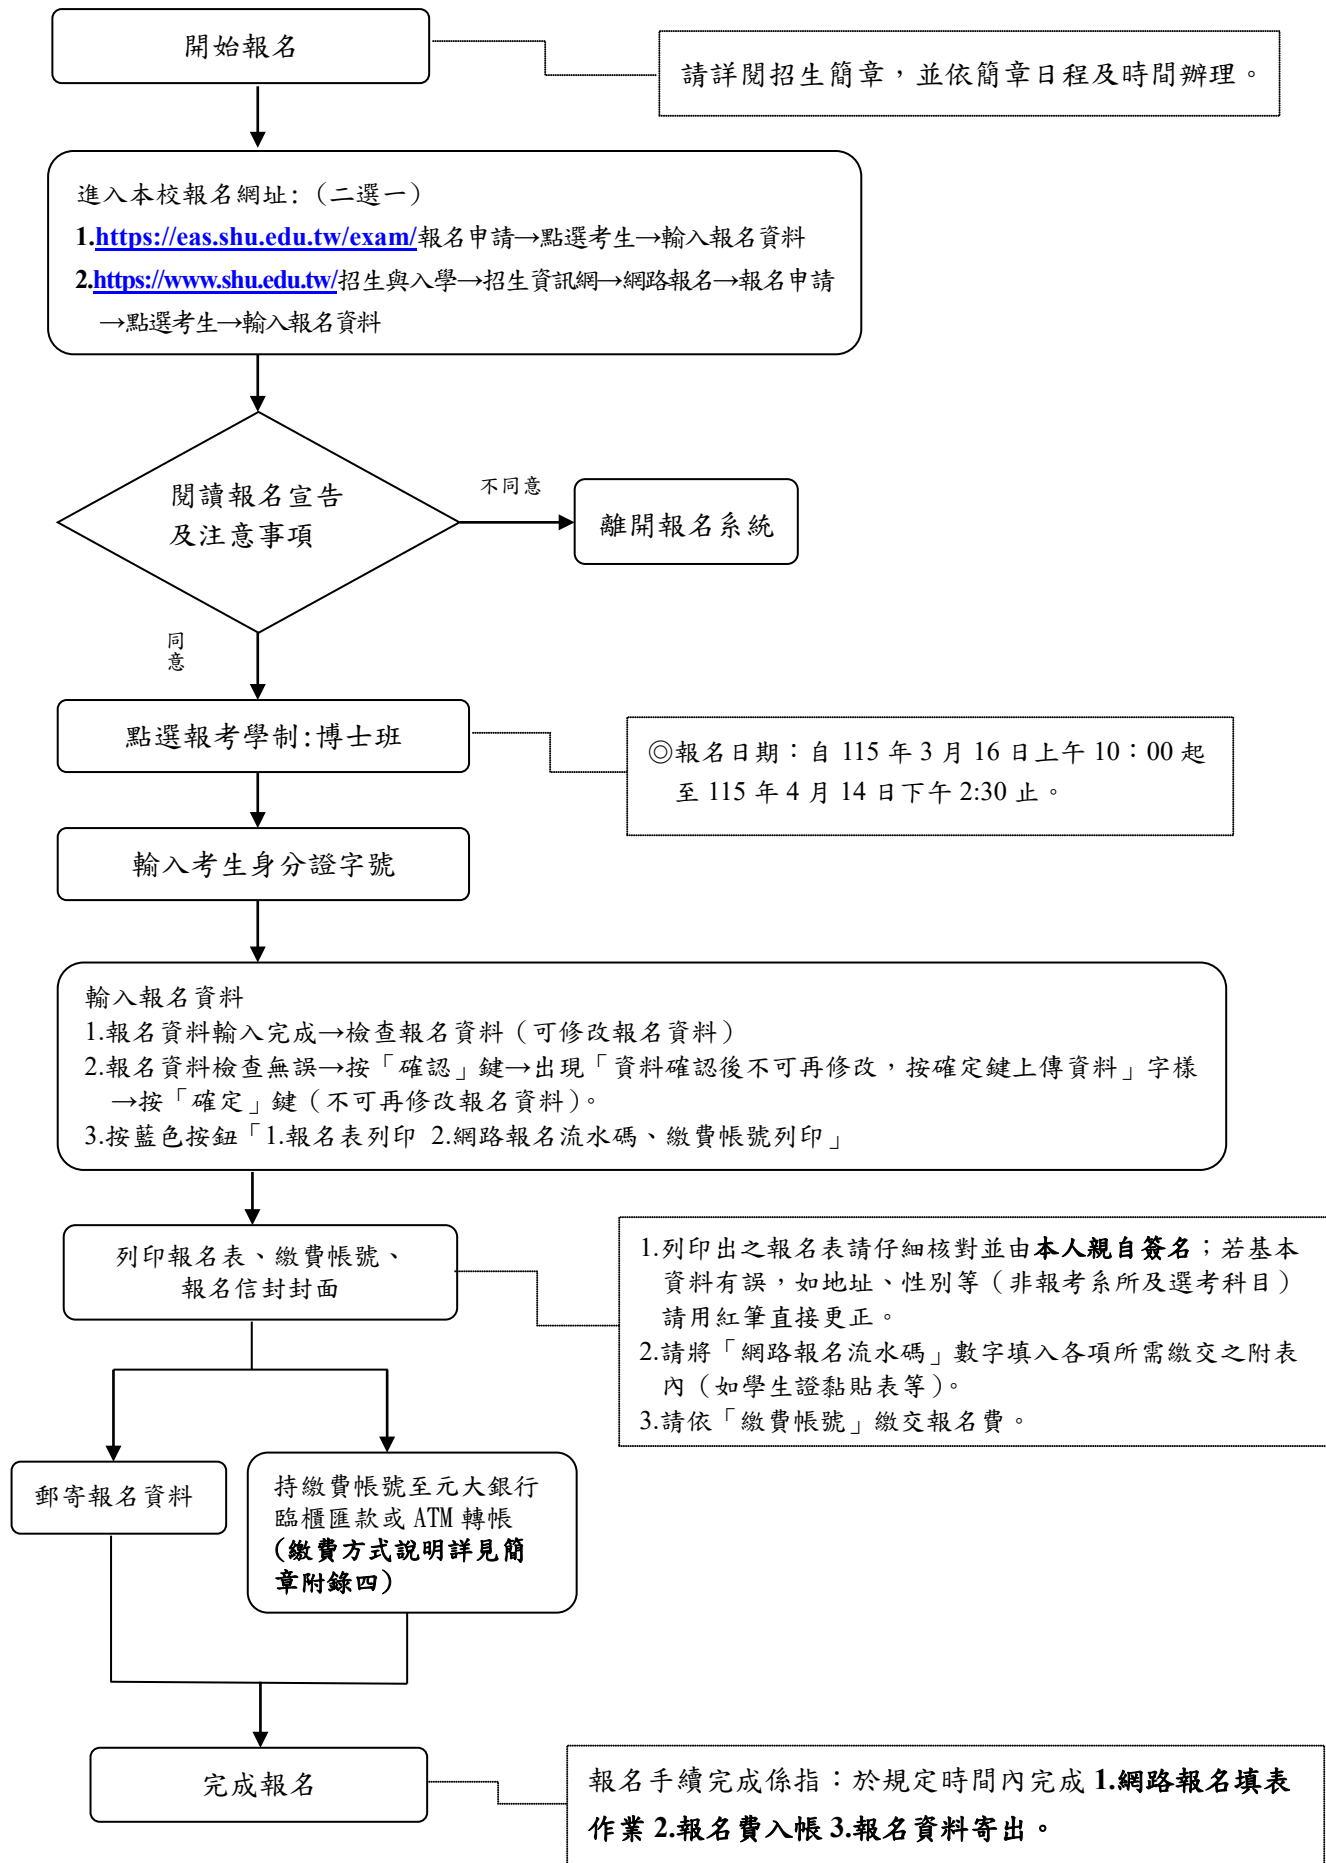 開始報名
請詳閱招生簡章，並依簡章日程及時間辦理。
進入本校報名網址:（二選一）
1.https://eas.shu.edu.tw/exam/報名申請→點選考生→輸入報名資料
2.https://www.shu.edu.tw/招生與入學→招生資訊網→網路報名→報名申請
→點選考生→輸入報名資料
閱讀報名宣告
及注意事項
不同意
離開報名系統
同
意
點選報考學制:博士班
◎報名日期：自 115 年 3 月 16 日上午 10：00 起
至 115 年 4 月 14 日下午 2:30 止。
輸入考生身分證字號
輸入報名資料
1.報名資料輸入完成→檢查報名資料（可修改報名資料）
2.報名資料檢查無誤→按「確認」鍵→出現「資料確認後不可再修改，按確定鍵上傳資料」字樣
→按「確定」鍵（不可再修改報名資料）。
3.按藍色按鈕「1.報名表列印 2.網路報名流水碼、繳費帳號列印」
列印報名表、繳費帳號、
報名信封封面
1.列印出之報名表請仔細核對並由本人親自簽名；若基本
資料有誤，如地址、性別等（非報考系所及選考科目）
請用紅筆直接更正。
2.請將「網路報名流水碼」數字填入各項所需繳交之附表
內（如學生證黏貼表等）。
3.請依「繳費帳號」繳交報名費。
郵寄報名資料
持繳費帳號至元大銀行
臨櫃匯款或 ATM 轉帳
(繳費方式說明詳見簡
章附錄四)
完成報名
報名手續完成係指：於規定時間內完成 1.網路報名填表
作業 2.報名費入帳 3.報名資料寄出。